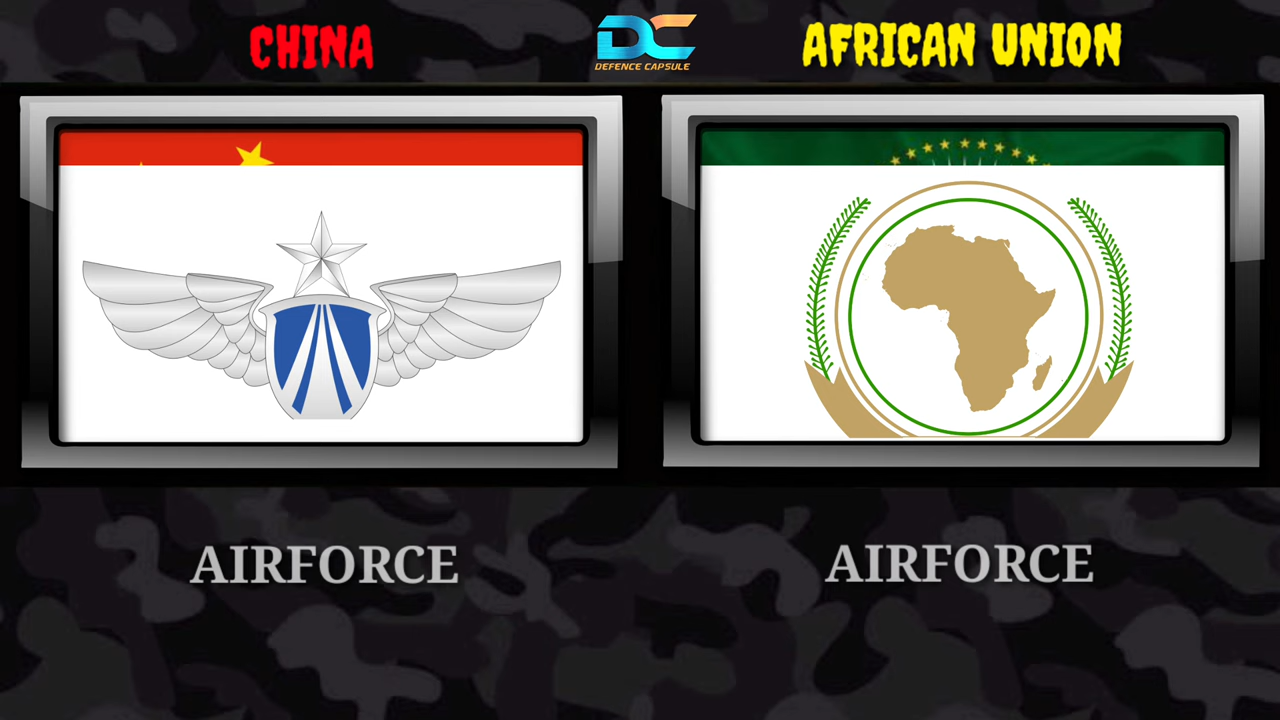 CHINA
DC
DEFENCE CAPSULE
AFRICAN UNION
AIRFORCE
AIRFORCE